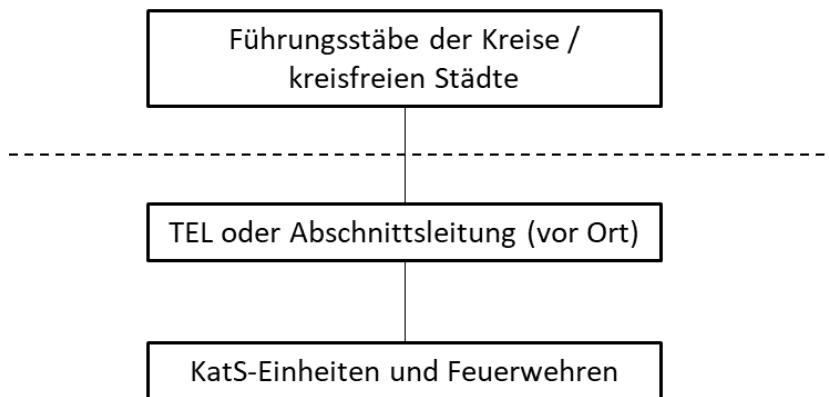 Führungsstäbe der Kreise /
kreisfreien Städte
TEL oder Abschnittsleitung (vor Ort)
KatS-Einheiten und Feuerwehren